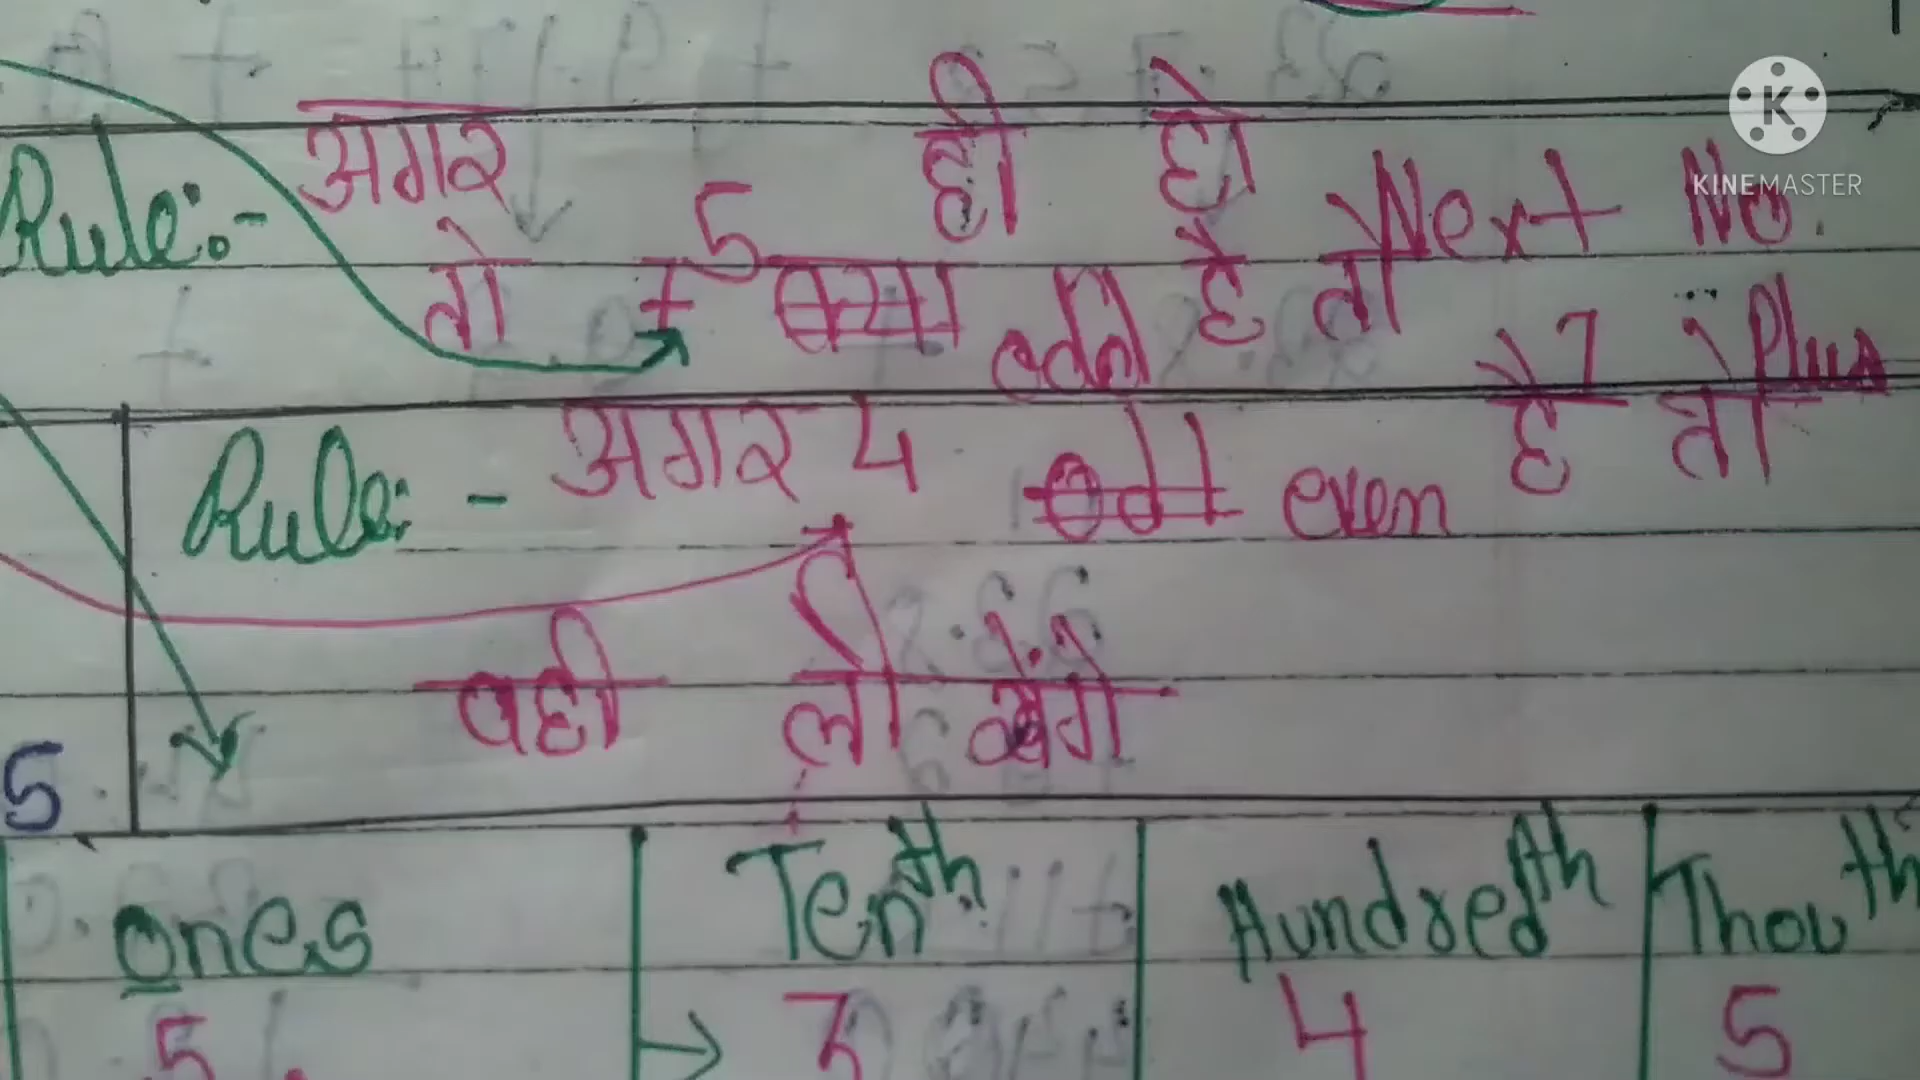 KINEMASTER
Rule:- अगर 5 ही हो Next No.
तो + क्या odd है तो 7 Plus
Rule:- अगर 4 odd even है तो
वही लो
5
Ones Tenth Hundredth Thouth
5. 3 4 5